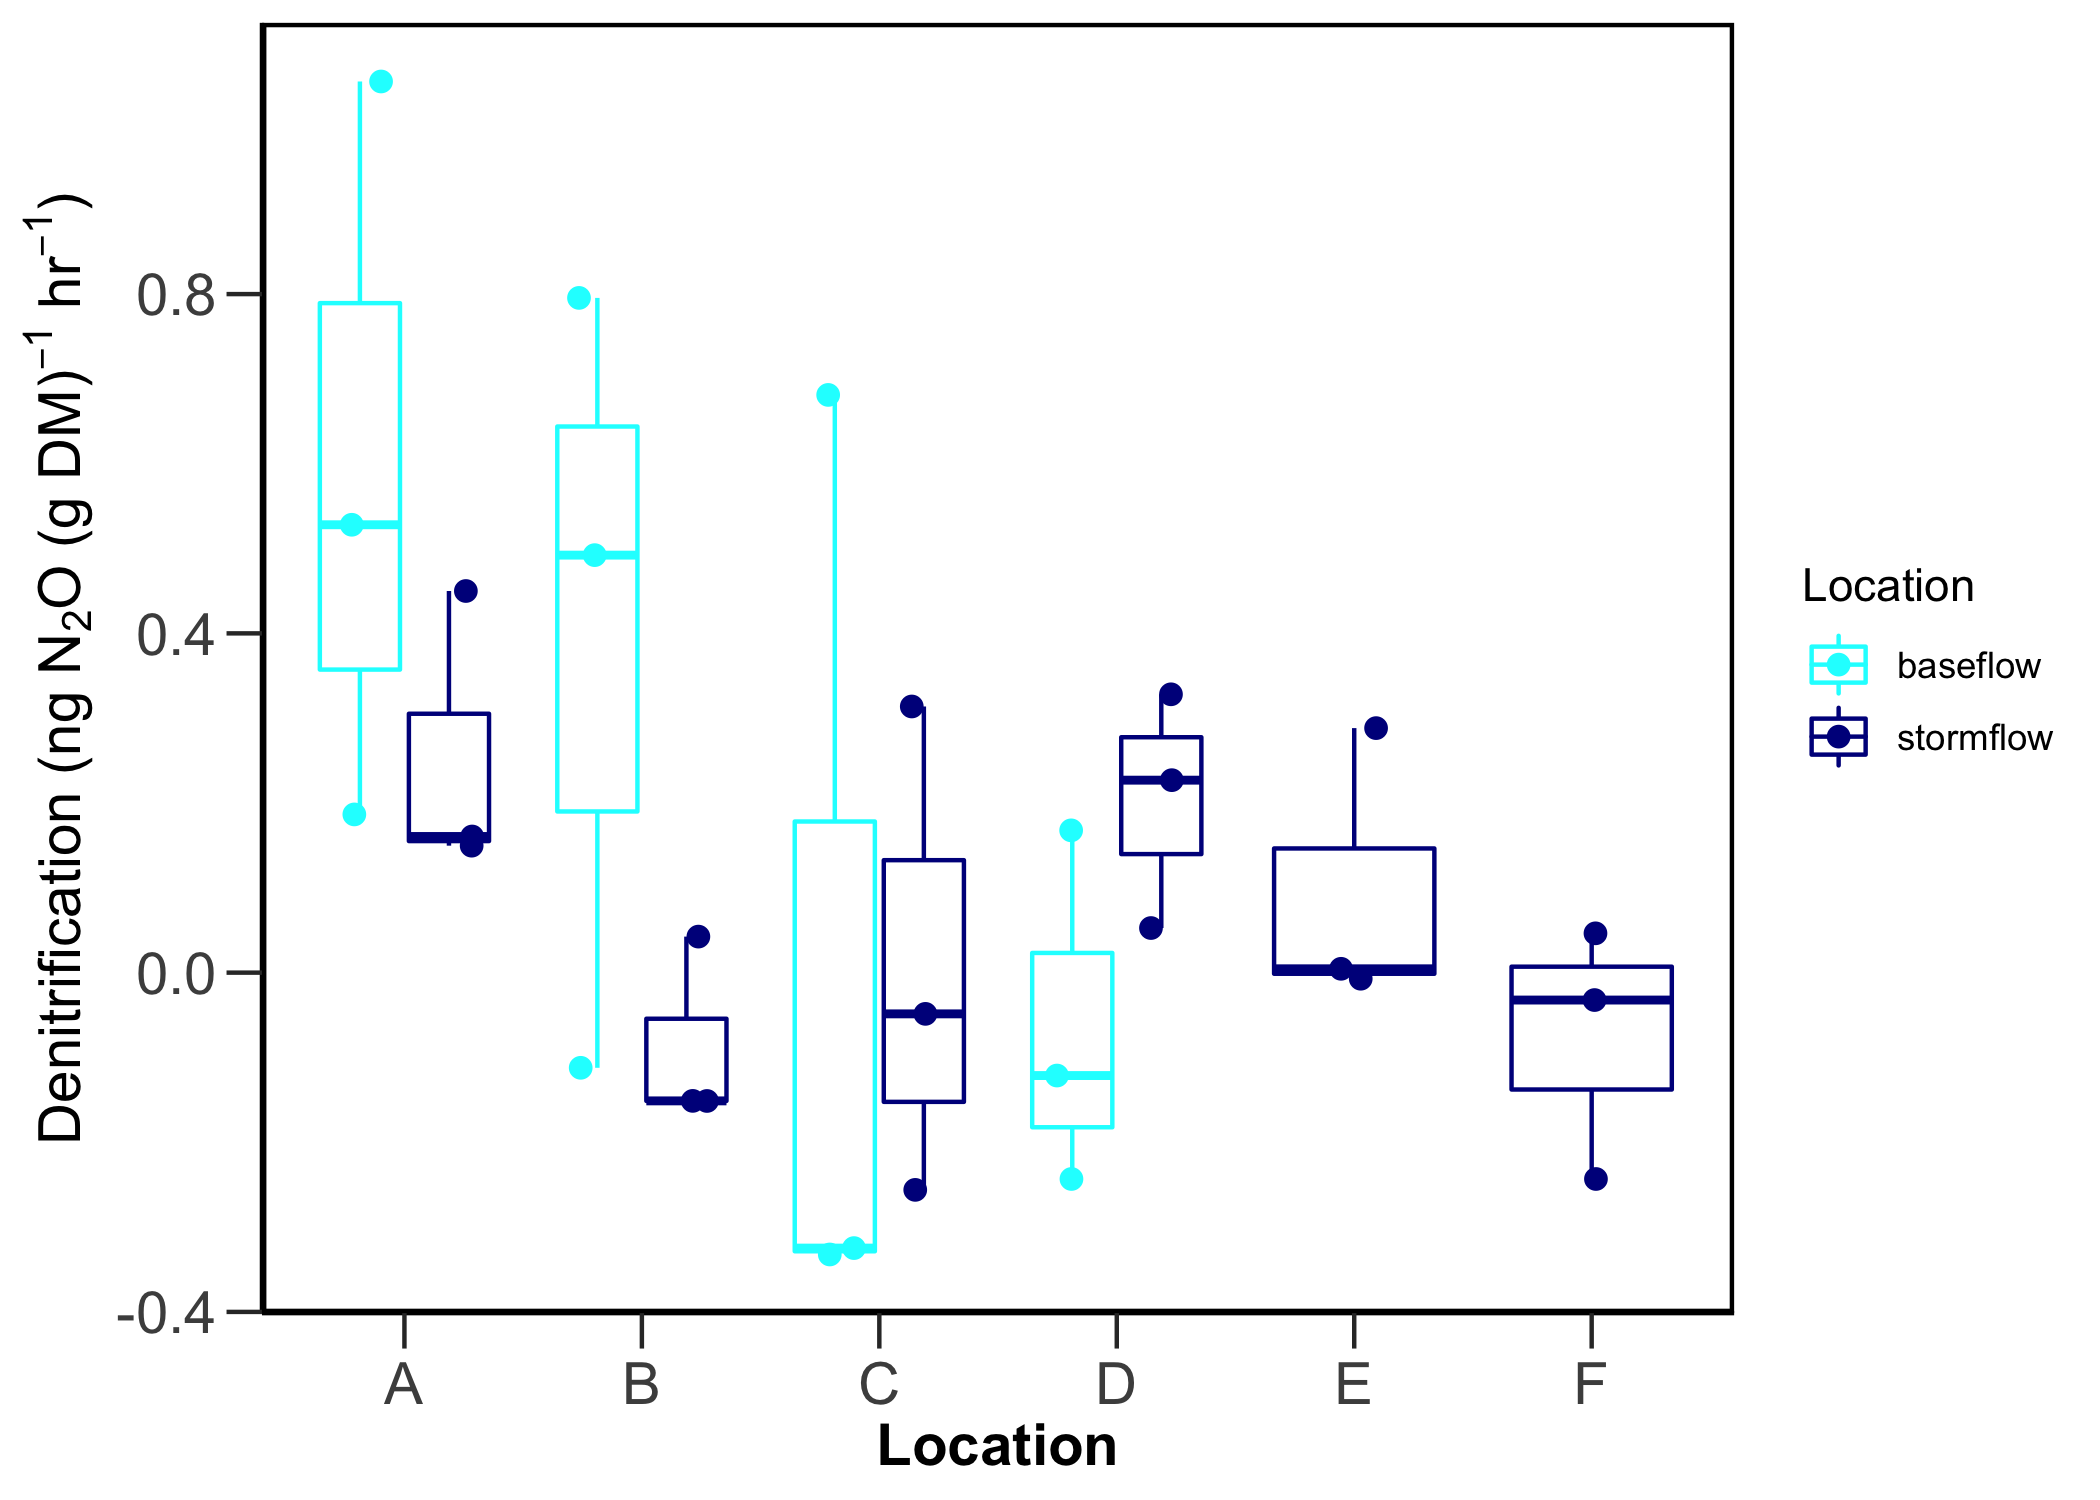 Denitrification (ng N₂O (g DM)⁻¹ hr⁻¹)
0.8
0.4
0.0
-0.4
A B C D E F
Location
Location
baseflow
stormflow